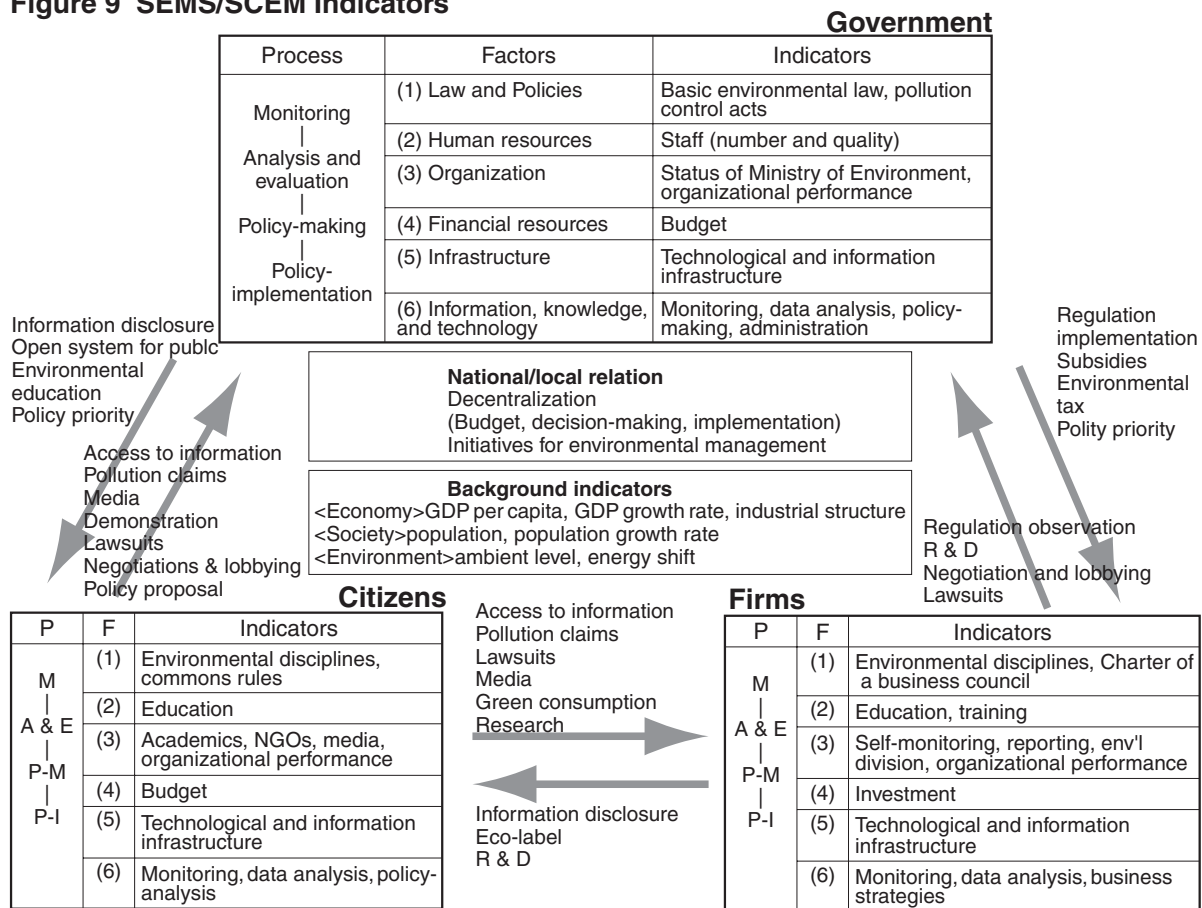 Figure 9 SEMS/SCEM Indicators
Government
Process Factors Indicators
Monitoring
|
Analysis and
evaluation
|
Policy-making
|
Policy-
implementation
(1) Law and Policies
Basic environmental law, pollution
control acts
(2) Human resources
Staff (number and quality)
(3) Organization
Status of Ministry of Environment,
organizational performance
(4) Financial resources
Budget
(5) Infrastructure
Technological and information
infrastructure
(6) Information, knowledge,
and technology
Monitoring, data analysis, policy-
making, administration
Information disclosure
Open system for publc
Environmental
education
Policy priority
Access to information
Pollution claims
Media
Demonstration
Lawsuits
Negotiations & lobbying
Policy proposal
National/local relation
Decentralization
(Budget, decision-making, implementation)
Initiatives for environmental management
Background indicators
<Economy>GDP per capita, GDP growth rate, industrial structure
<Society>population, population growth rate
<Environment>ambient level, energy shift
Regulation
implementation
Subsidies
Environmental
tax
Polity priority
Regulation observation
R & D
Negotiation and lobbying
Lawsuits
Citizens
P F Indicators
M
|
A & E
|
P-M
|
P-I
(1) Environmental disciplines,
commons rules
(2) Education
(3) Academics, NGOs, media,
organizational performance
(4) Budget
(5) Technological and information
infrastructure
(6) Monitoring, data analysis, policy-
analysis
Access to information
Pollution claims
Lawsuits
Media
Green consumption
Research
Information disclosure
Eco-label
R & D
Firms
P F Indicators
M
|
A & E
|
P-M
|
P-I
(1) Environmental disciplines, Charter of
a business council
(2) Education, training
(3) Self-monitoring, reporting, env'l
division, organizational performance
(4) Investment
(5) Technological and information
infrastructure
(6) Monitoring, data analysis, business
strategies